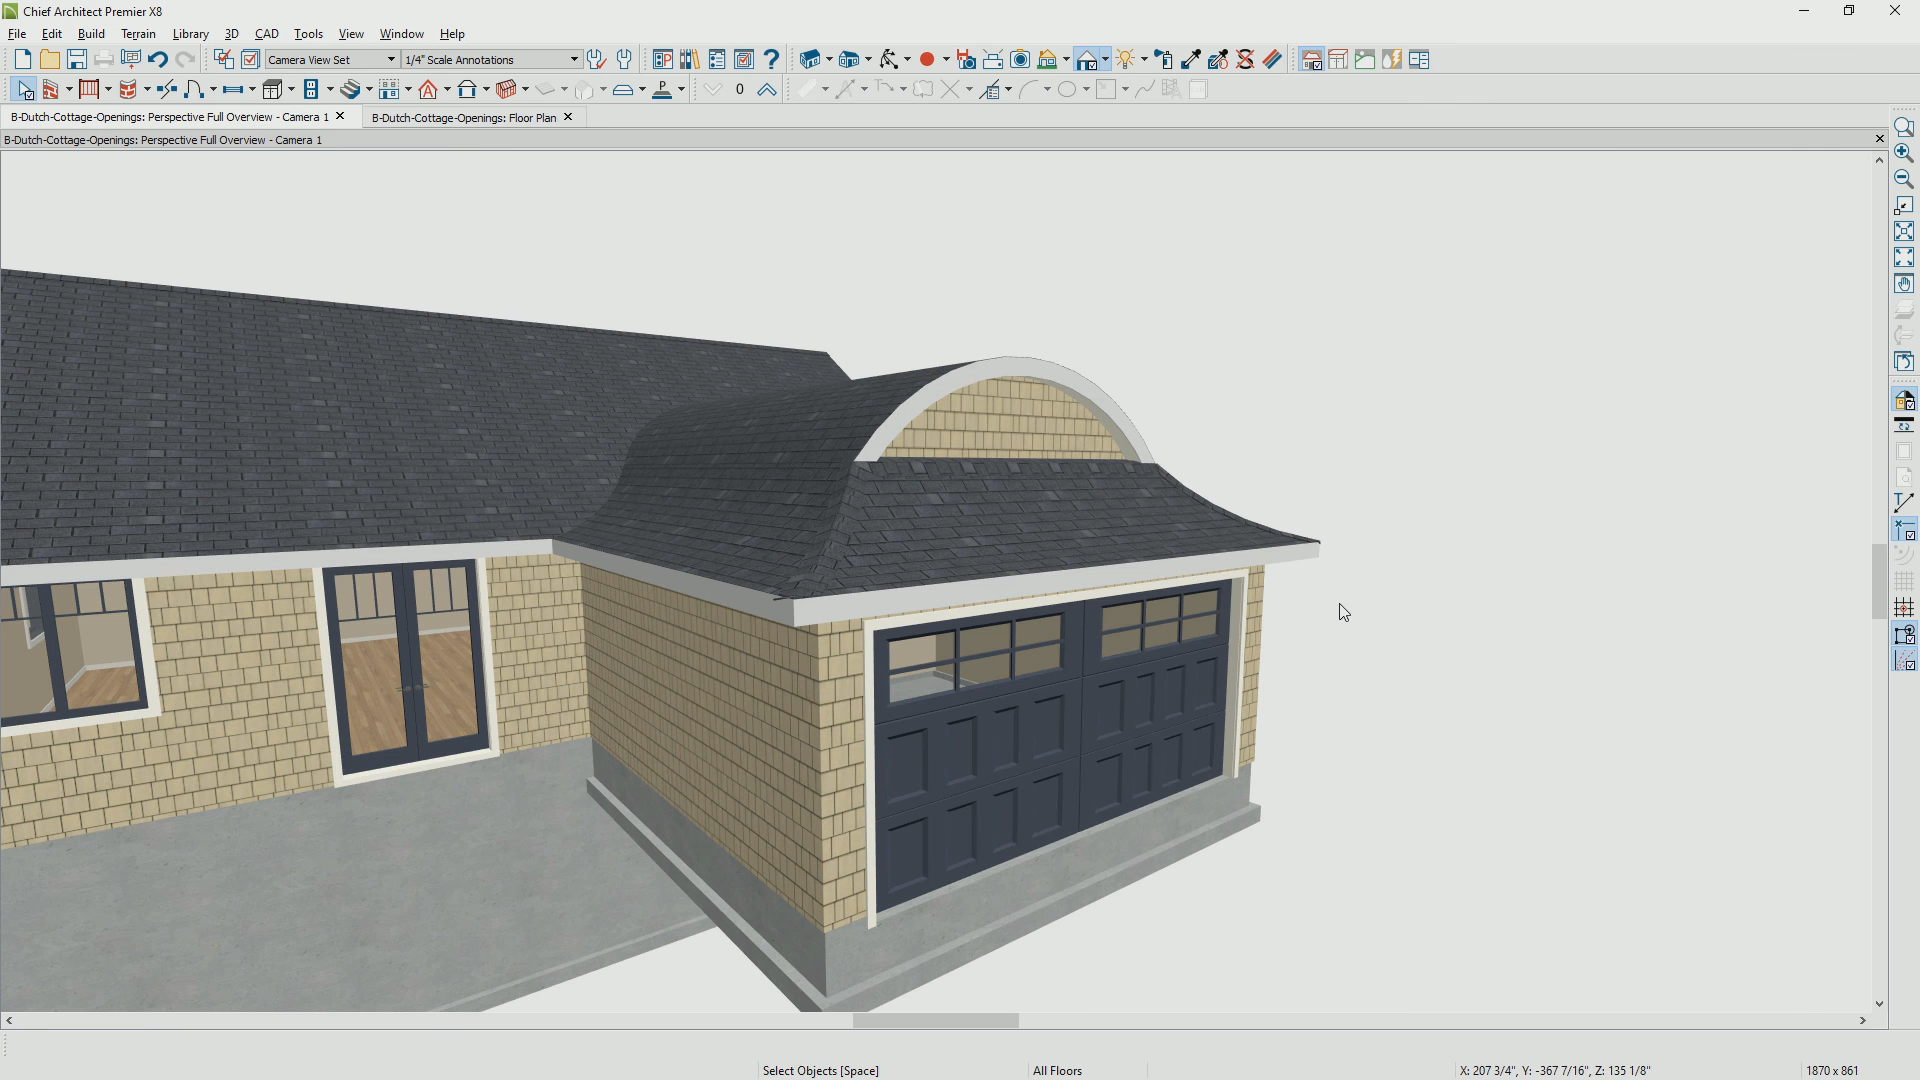 Chief Architect Premier X8
File Edit Build Terrain Library 3D CAD Tools View Window Help
Camera View Set 1/4" Scale Annotations
0
B-Dutch-Cottage-Openings: Perspective Full Overview - Camera 1 B-Dutch-Cottage-Openings: Floor Plan
B-Dutch-Cottage-Openings: Perspective Full Overview - Camera 1
Select Objects [Space] All Floors X: 207 3/4", Y: -367 7/16", Z: 135 1/8" 1870 x 861